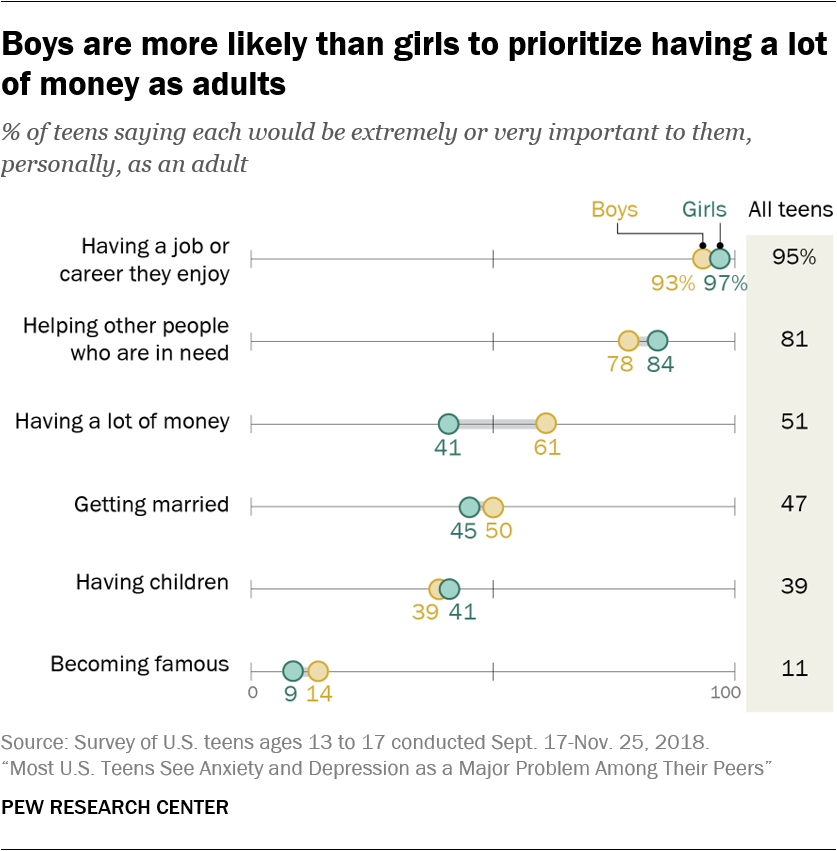 Boys are more likely than girls to prioritize having a lot
of money as adults
% of teens saying each would be extremely or very important to them,
personally, as an adult
Boys Girls All teens
Having a job or
career they enjoy
93% 97% 95%
Helping other people
who are in need
78 84 81
Having a lot of money
41 61 51
Getting married
45 50 47
Having children
39 41 39
Becoming famous
0 9 14 100 11
Source: Survey of U.S. teens ages 13 to 17 conducted Sept. 17-Nov. 25, 2018.
“Most U.S. Teens See Anxiety and Depression as a Major Problem Among Their Peers”
PEW RESEARCH CENTER